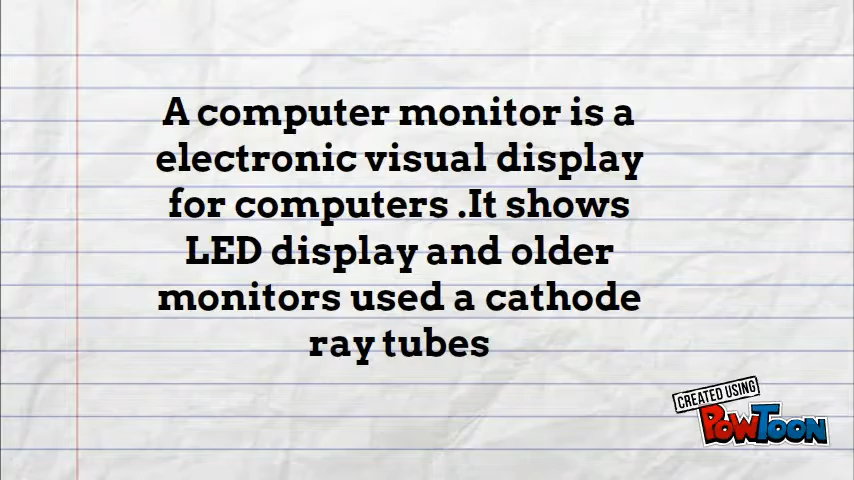 A computer monitor is a
electronic visual display
for computers .It shows
LED display and older
monitors used a cathode
ray tubes
CREATED USING
POWTOON